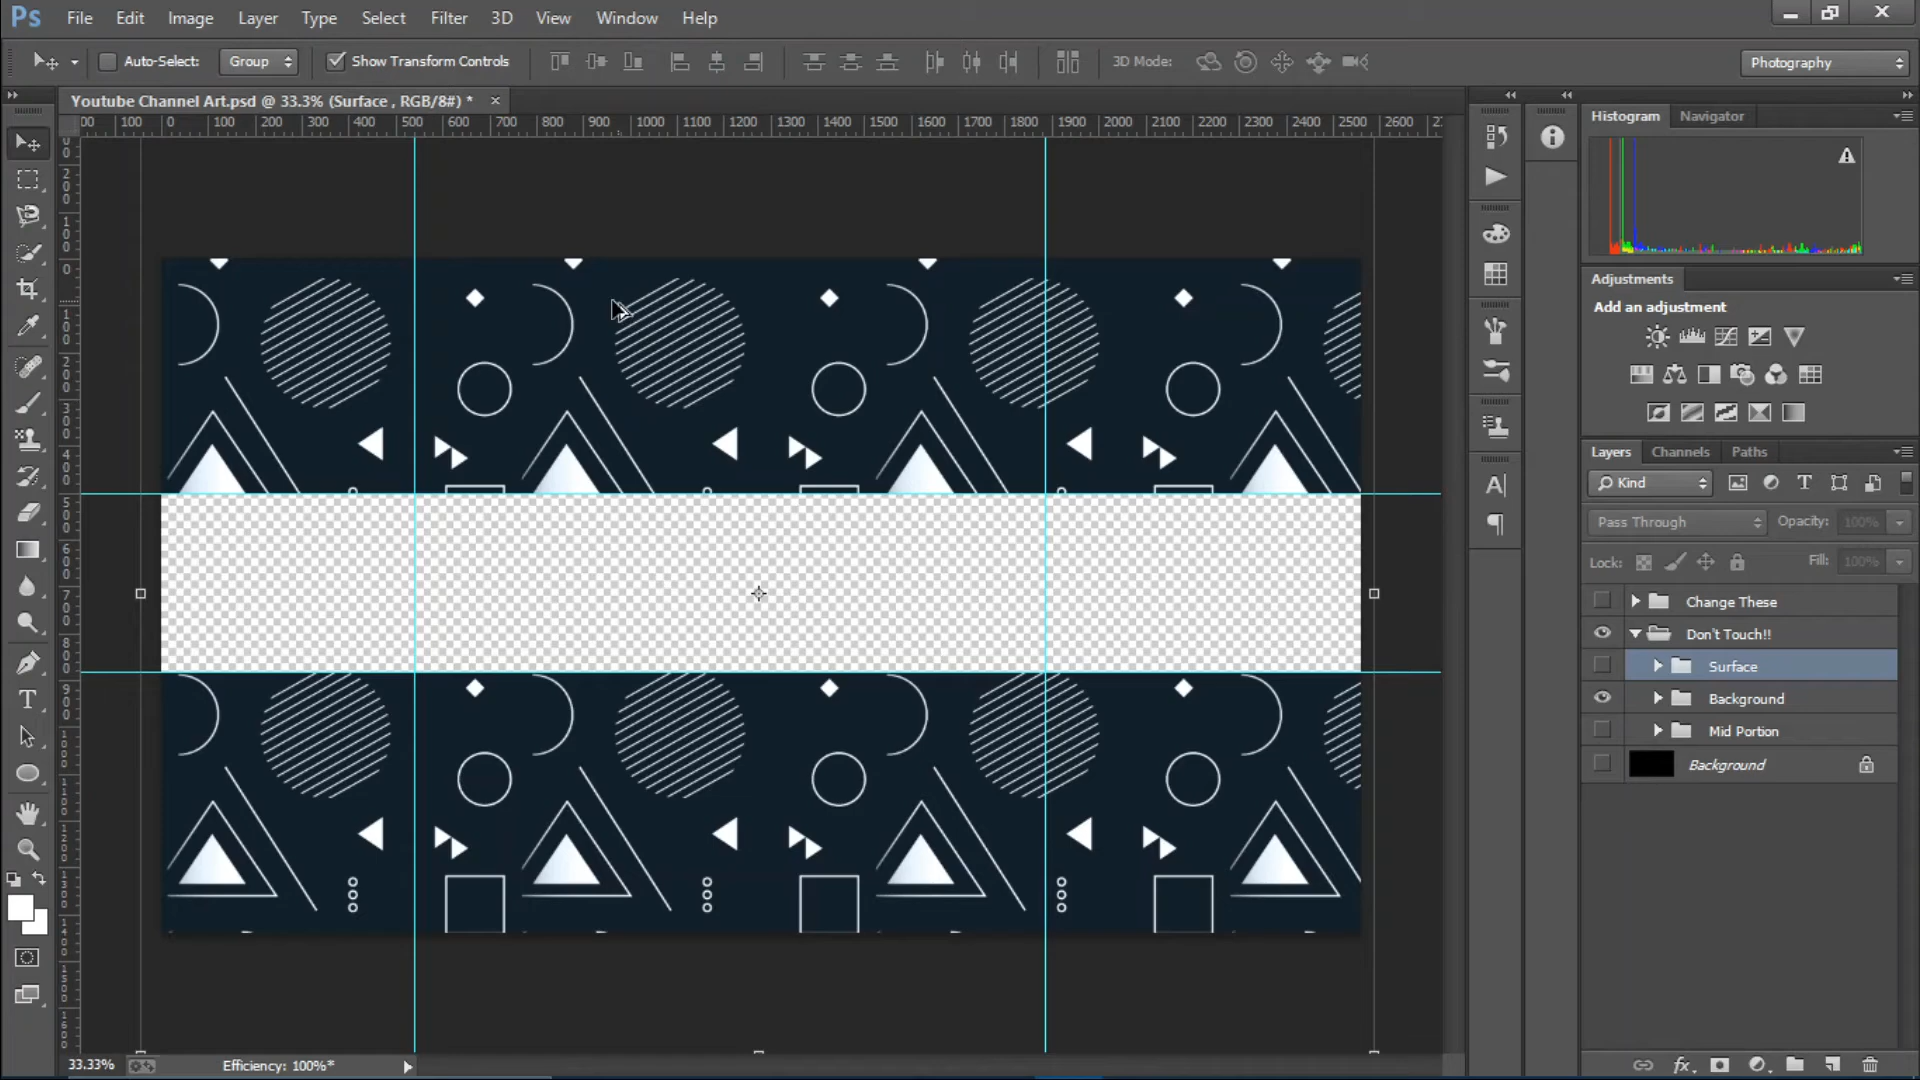 Ps File Edit Image Layer Type Select Filter 3D View Window Help
Auto-Select: Group Show Transform Controls 3D Mode: Photography
Youtube Channel Art.psd @ 33.3% (Surface , RGB/8#) * ×
00 100 0 100 200 300 400 500 600 700 800 900 1000 1100 1200 1300 1400 1500 1600 1700 1800 1900 2000 2100 2200 2300 2400 2500 2600
Histogram Navigator
Adjustments
Add an adjustment
Layers Channels Paths
Kind
Pass Through Opacity: 100%
Lock: Fill: 100%
Change These
Don't Touch!!
Surface
Background
Mid Portion
Background
33.33% Efficiency: 100%*